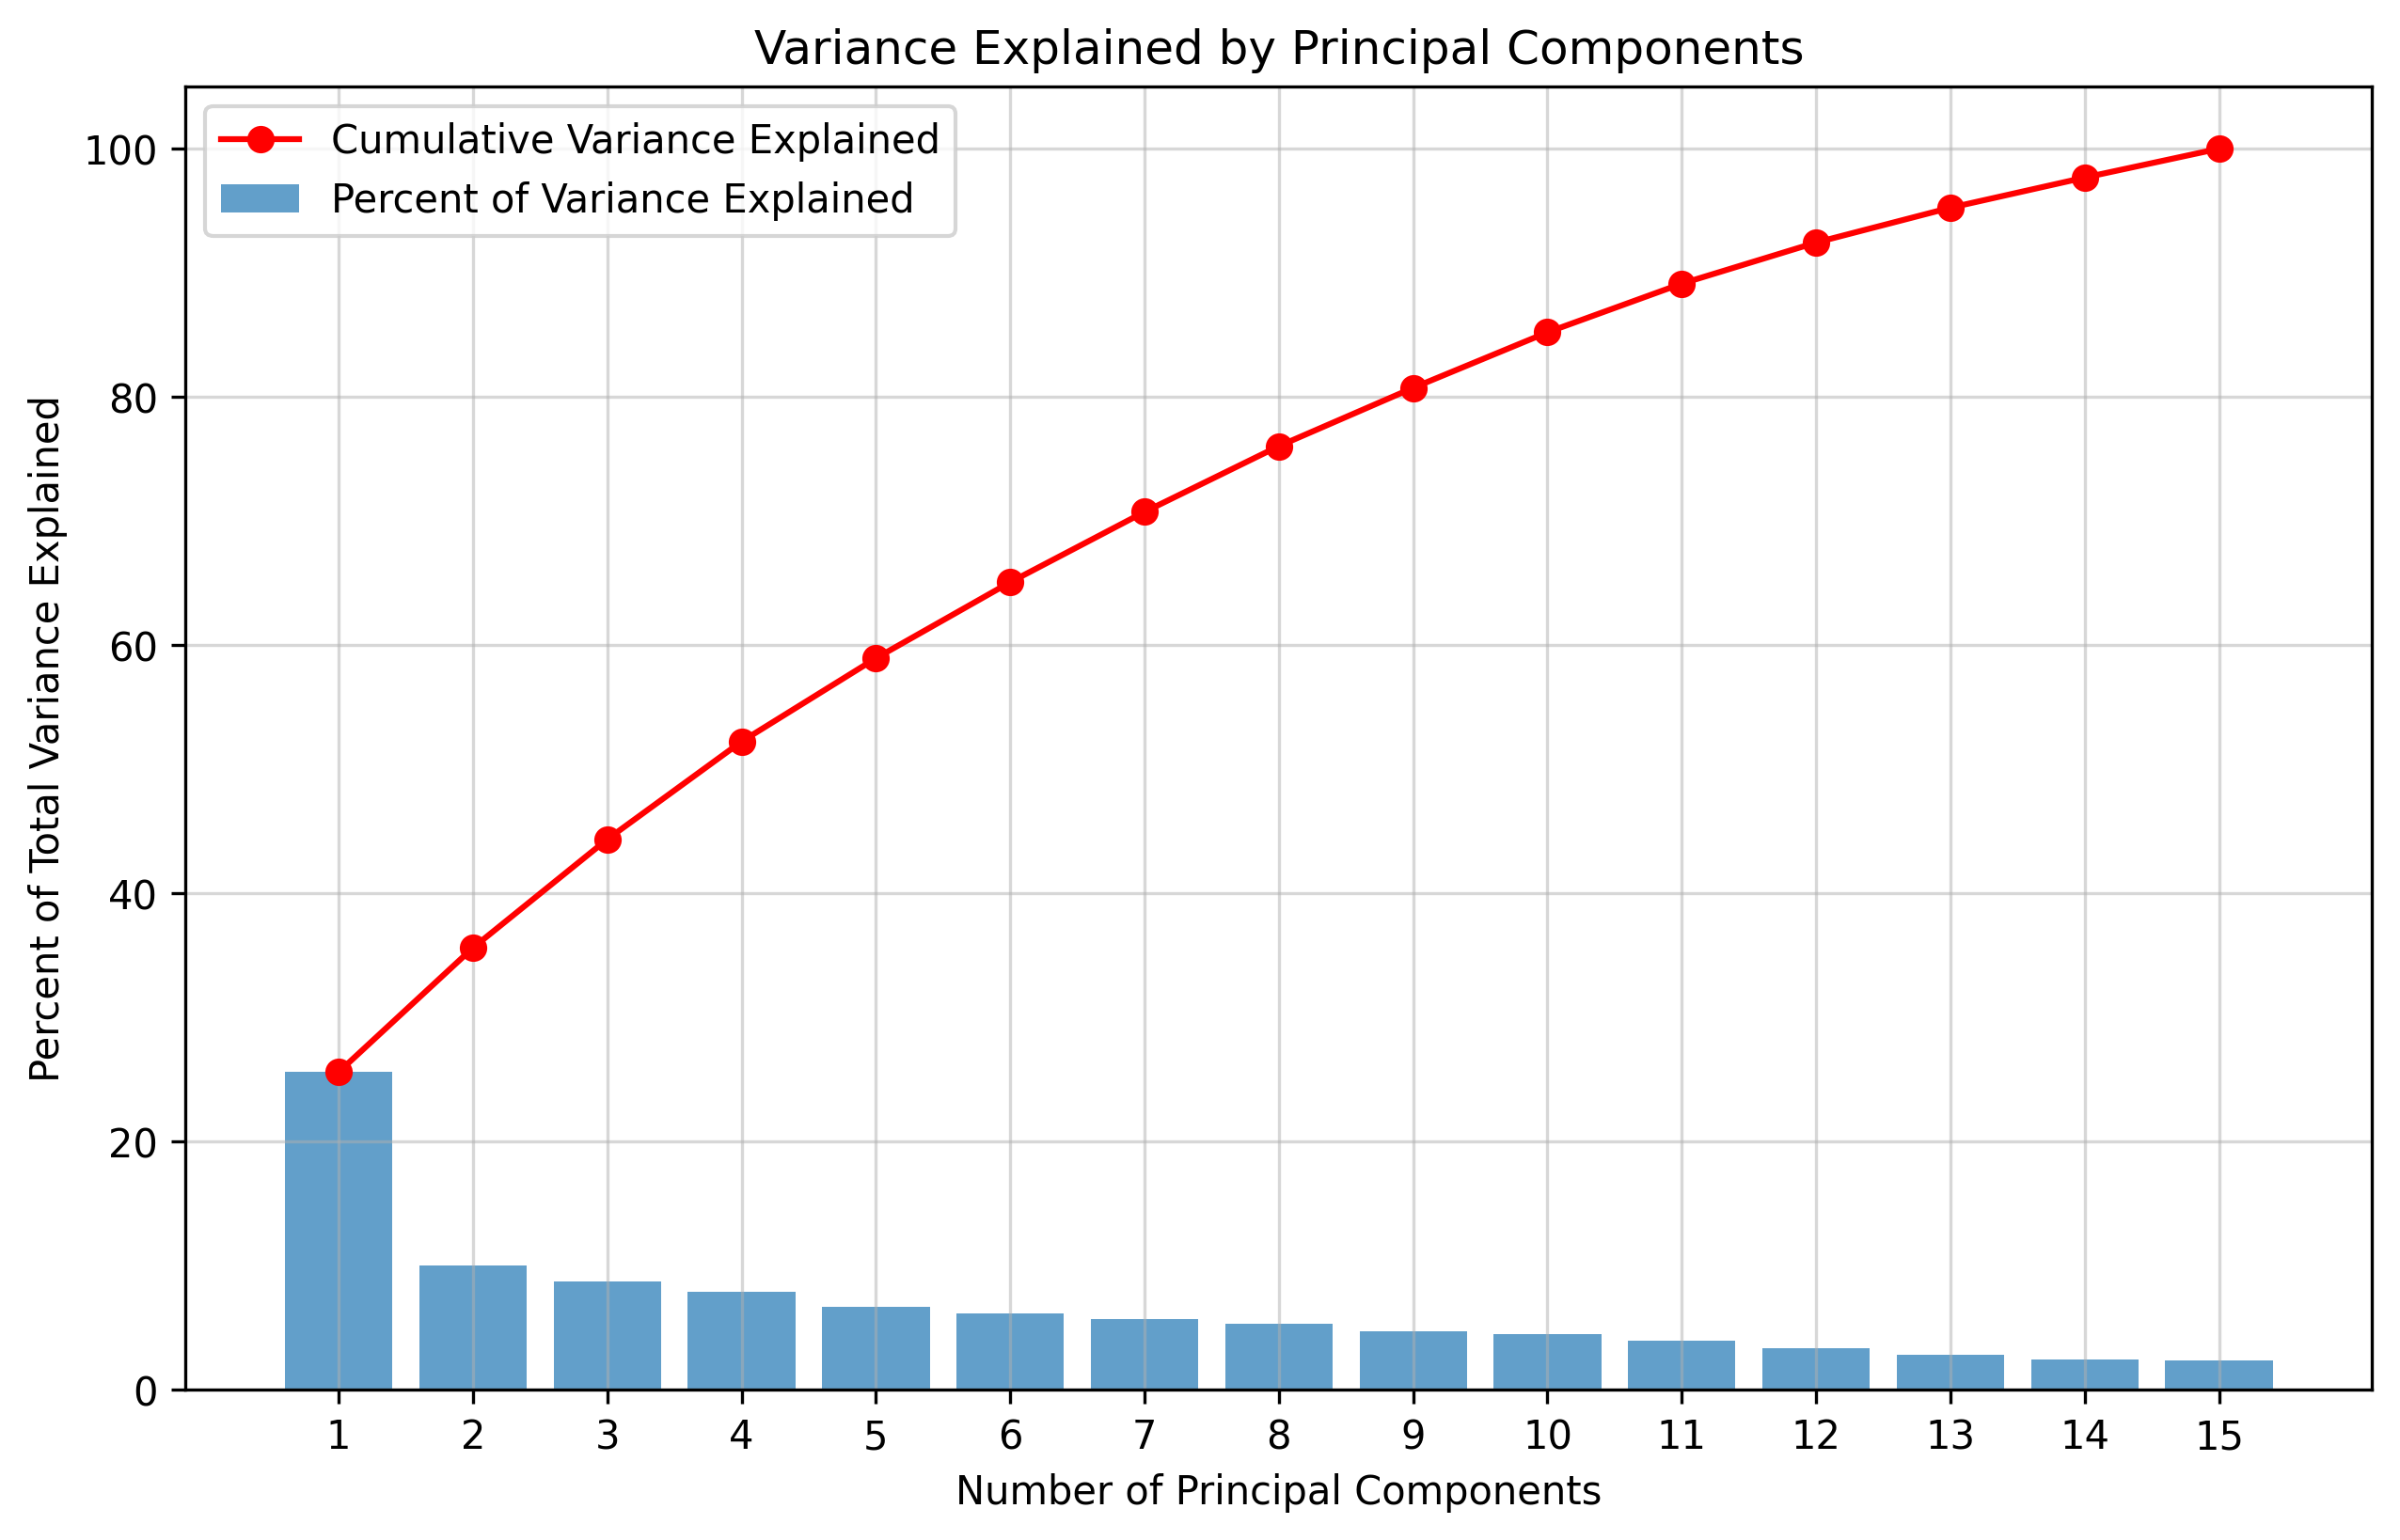 Variance Explained by Principal Components
Cumulative Variance Explained
Percent of Variance Explained
Percent of Total Variance Explained
100
80
60
40
20
0
1 2 3 4 5 6 7 8 9 10 11 12 13 14 15
Number of Principal Components